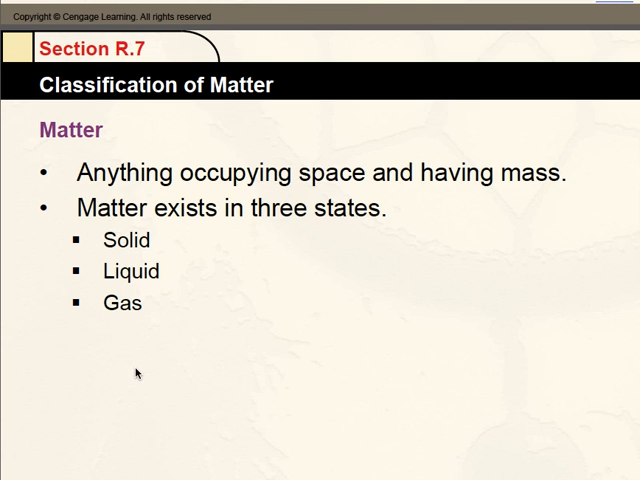 Copyright © Cengage Learning. All rights reserved
Section R.7
Classification of Matter
Matter
• Anything occupying space and having mass.
• Matter exists in three states.
▪ Solid
▪ Liquid
▪ Gas